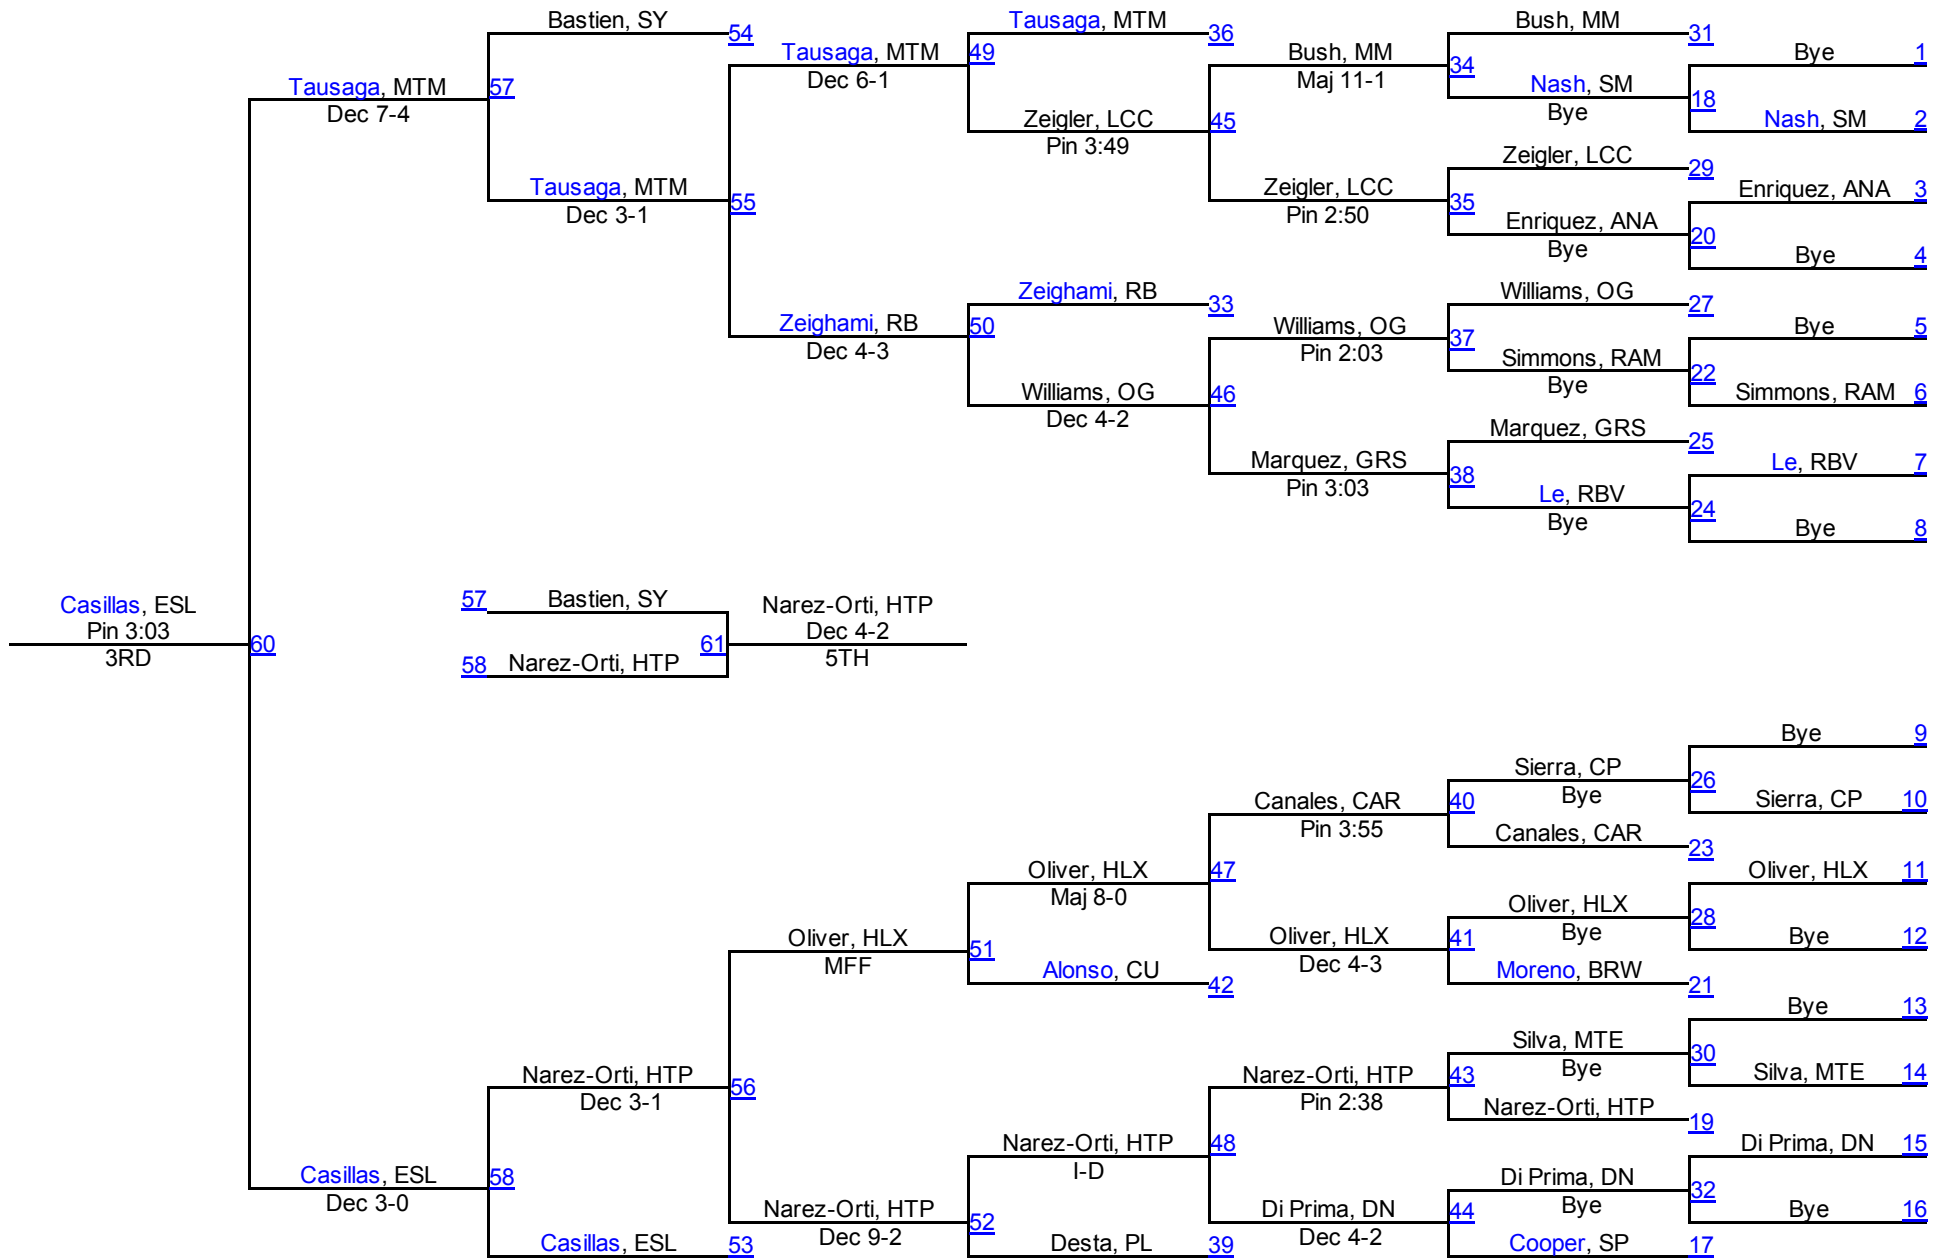 Bastien, SY
54
Tausaga, MTM
Dec 7-4
57
Tausaga, MTM
Dec 3-1
55
Tausaga, MTM
Dec 6-1
49
Tausaga, MTM
36
Zeigler, LCC
Pin 3:49
45
Bush, MM
Maj 11-1
34
Bush, MM
31
Nash, SM
Bye
18
Bye
1
Nash, SM
2
Zeigler, LCC
Pin 2:50
35
Zeigler, LCC
29
Enriquez, ANA
Bye
20
Enriquez, ANA
3
Bye
4
Zeighami, RB
Dec 4-3
50
Zeighami, RB
33
Williams, OG
Dec 4-2
46
Williams, OG
Pin 2:03
37
Williams, OG
27
Simmons, RAM
Bye
22
Bye
5
Simmons, RAM
6
Marquez, GRS
Pin 3:03
38
Marquez, GRS
25
Le, RBV
Bye
24
Le, RBV
7
Bye
8
Casillas, ESL
Pin 3:03
3RD
60
57
Bastien, SY
58
Narez-Orti, HTP
61
Narez-Orti, HTP
Dec 4-2
5TH
Bye
9
Sierra, CP
Bye
26
Sierra, CP
10
Canales, CAR
Pin 3:55
40
Canales, CAR
23
Oliver, HLX
Maj 8-0
47
Oliver, HLX
11
Oliver, HLX
Bye
28
Bye
12
Oliver, HLX
MFF
51
Oliver, HLX
Dec 4-3
41
Alonso, CU
42
Moreno, BRW
21
Bye
13
Silva, MTE
Bye
30
Silva, MTE
14
Narez-Orti, HTP
Dec 3-1
56
Narez-Orti, HTP
Pin 2:38
43
Narez-Orti, HTP
19
Narez-Orti, HTP
I-D
48
Di Prima, DN
15
Casillas, ESL
Dec 3-0
58
Di Prima, DN
Bye
32
Bye
16
Narez-Orti, HTP
Dec 9-2
52
Di Prima, DN
Dec 4-2
44
Casillas, ESL
53
Desta, PL
39
Cooper, SP
17